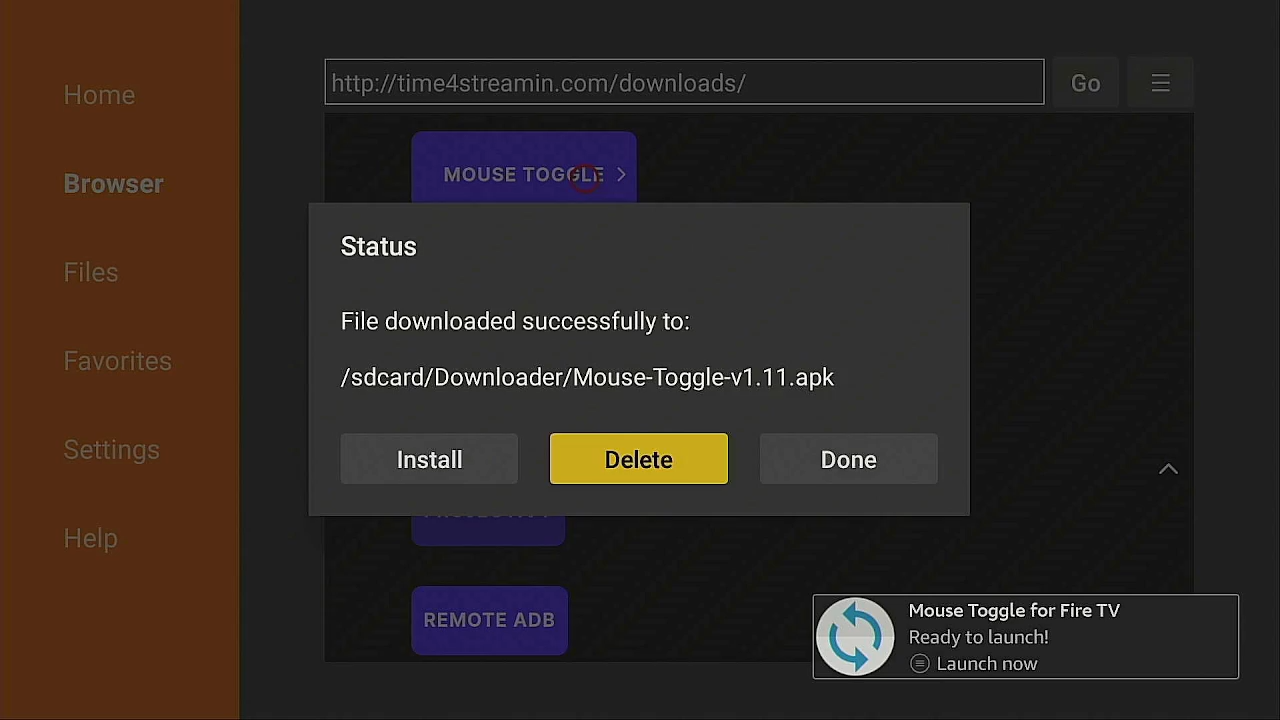 Home
Browser
Files
Favorites
Settings
Help
http://time4streamin.com/downloads/
Go
MOUSE TOGGLE
Status
File downloaded successfully to:
/sdcard/Downloader/Mouse-Toggle-v1.11.apk
Install
Delete
Done
REMOTE ADB
Mouse Toggle for Fire TV
Ready to launch!
Launch now